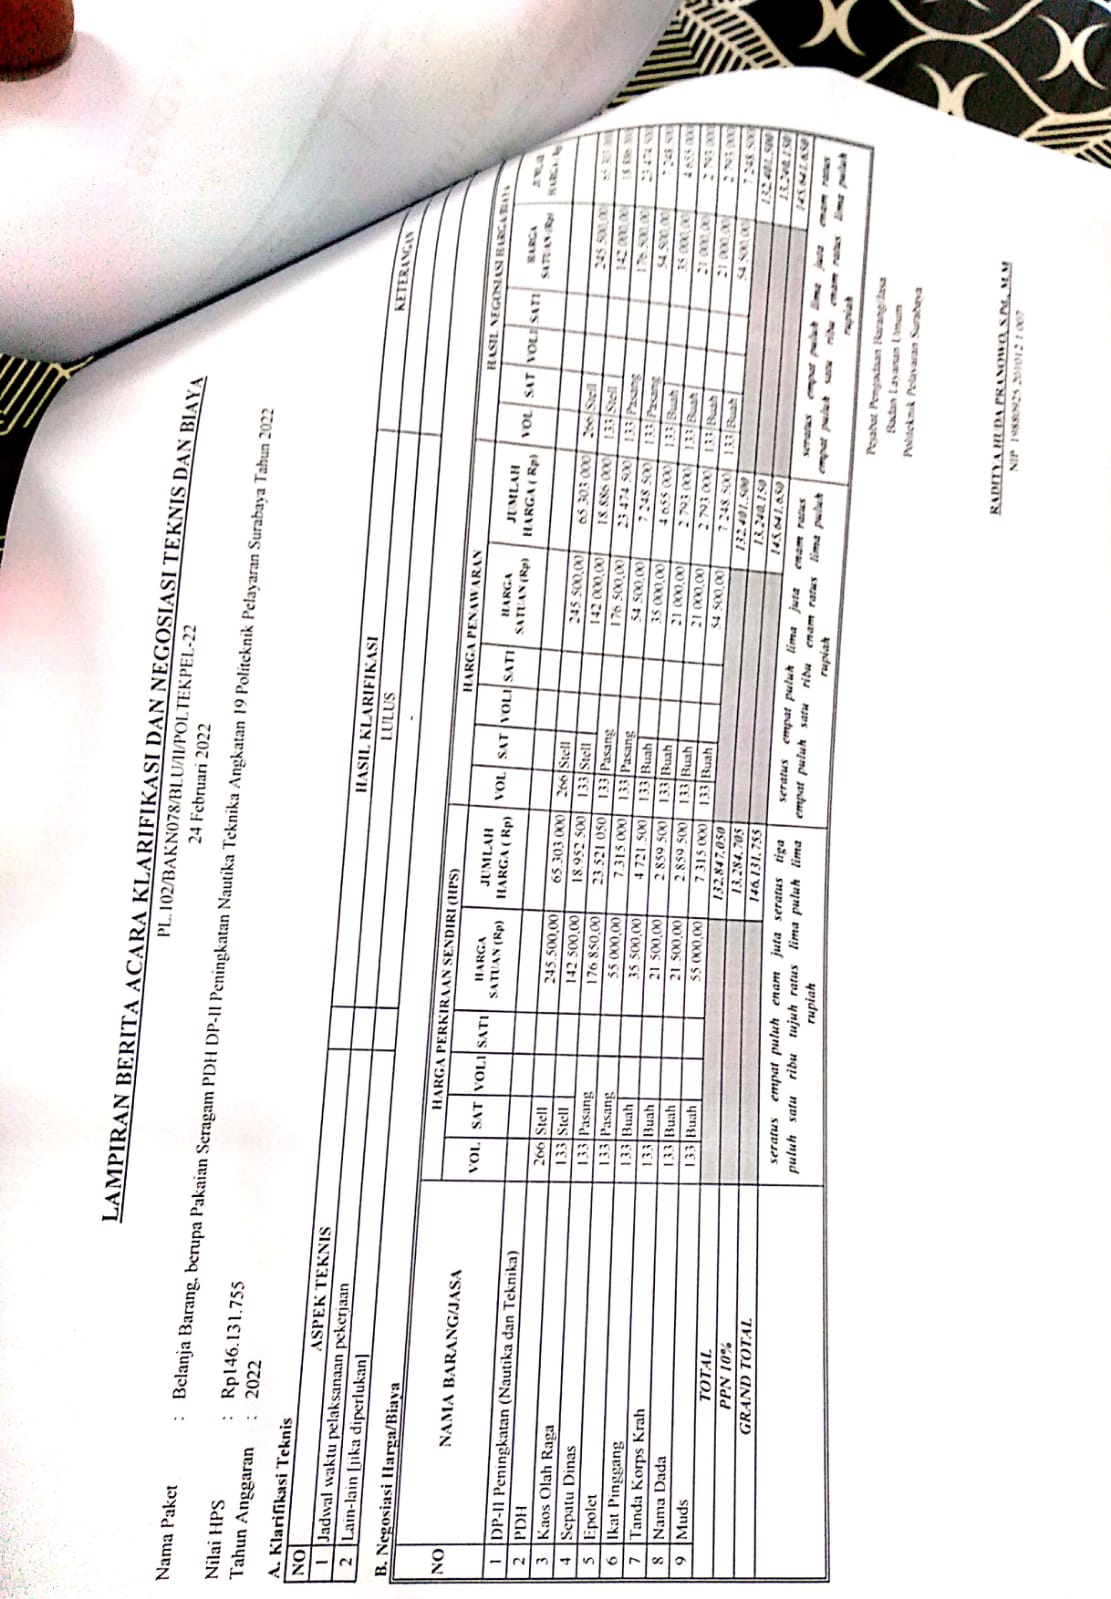 LAMPIRAN BERITA ACARA KLARIFIKASI DAN NEGOSIASI TEKNIS DAN BIAYA
PL.102/BAKN078/BLU/II/POLTEKPEL-22
24 Februari 2022
Nama Paket : Belanja Barang, berupa Pakaian Seragam PDH DP-II Peningkatan Nautika Teknika Angkatan 19 Politeknik Pelayaran Surabaya Tahun 2022
Nilai HPS : Rp146.131.755
Tahun Anggaran : 2022
A. Klarifikasi Teknis
NO ASPEK TEKNIS HASIL KLARIFIKASI KETERANGAN
1 Jadwal waktu pelaksanaan pekerjaan LULUS
2 Lain-lain [jika diperlukan] -
B. Negosiasi Harga/Biaya
NO NAMA BARANG/JASA HARGA PERKIRAAN SENDIRI (HPS) HARGA PENAWARAN HASIL NEGOSIASI HARGA/BIAYA
VOL SAT VOL1 SAT1 HARGA SATUAN (Rp) JUMLAH HARGA ( Rp) VOL SAT VOL1 SAT1 HARGA SATUAN (Rp) JUMLAH HARGA ( Rp) VOL SAT VOL1 SAT1 HARGA SATUAN (Rp) JUMLAH HARGA ( Rp)
1 DP-II Peningkatan (Nautika dan Teknika)
2 PDH 266 Stell 245.500,00 65.303 000 266 Stell 245 500,00 65 303 000 266 Stell 245 500,00 65 303 000
3 Kaos Olah Raga 133 Stell 142 500,00 18.952 500 133 Stell 142 000,00 18.886 000 133 Stell 142 000,00 18 886 000
4 Sepatu Dinas 133 Pasang 176 850,00 23 521 050 133 Pasang 176 500,00 23 474 500 133 Pasang 176 500,00 23 474 500
5 Epolet 133 Pasang 55 000,00 7.315 000 133 Pasang 54 500,00 7 248 500 133 Pasang 54 500,00 7 248 500
6 Ikat Pinggang 133 Buah 35 500,00 4.721 500 133 Buah 35 000,00 4 655 000 133 Buah 35 000,00 4 655 000
7 Tanda Korps Krah 133 Buah 21 500,00 2 859 500 133 Buah 21 000,00 2 793 000 133 Buah 21 000,00 2 793 000
8 Nama Dada 133 Buah 21 500,00 2 859 500 133 Buah 21 000,00 2 793 000 133 Buah 21 000,00 2 793 000
9 Muds 133 Buah 55 000,00 7.315 000 133 Buah 54 500,00 7 248 500 133 Buah 54 500,00 7 248 500
TOTAL 132.847.050 132.401.500 132.401.500
PPN 10% 13.284.705 13.240.150 13.240.150
GRAND TOTAL 146.131.755 145.641.650 145.641.650
seratus empat puluh enam juta seratus tiga
puluh satu ribu tujuh ratus lima puluh lima
rupiah
seratus empat puluh lima juta enam ratus
empat puluh satu ribu enam ratus lima puluh
rupiah
seratus empat puluh lima juta enam ratus
empat puluh satu ribu enam ratus lima puluh
rupiah
Pejabat Pengadaan Barang/Jasa
Badan Layanan Umum
Politeknik Pelayaran Surabaya
RADITYA HUDA PRANOWO, S.Pd., M.M
NIP 19880925 201012 1 007